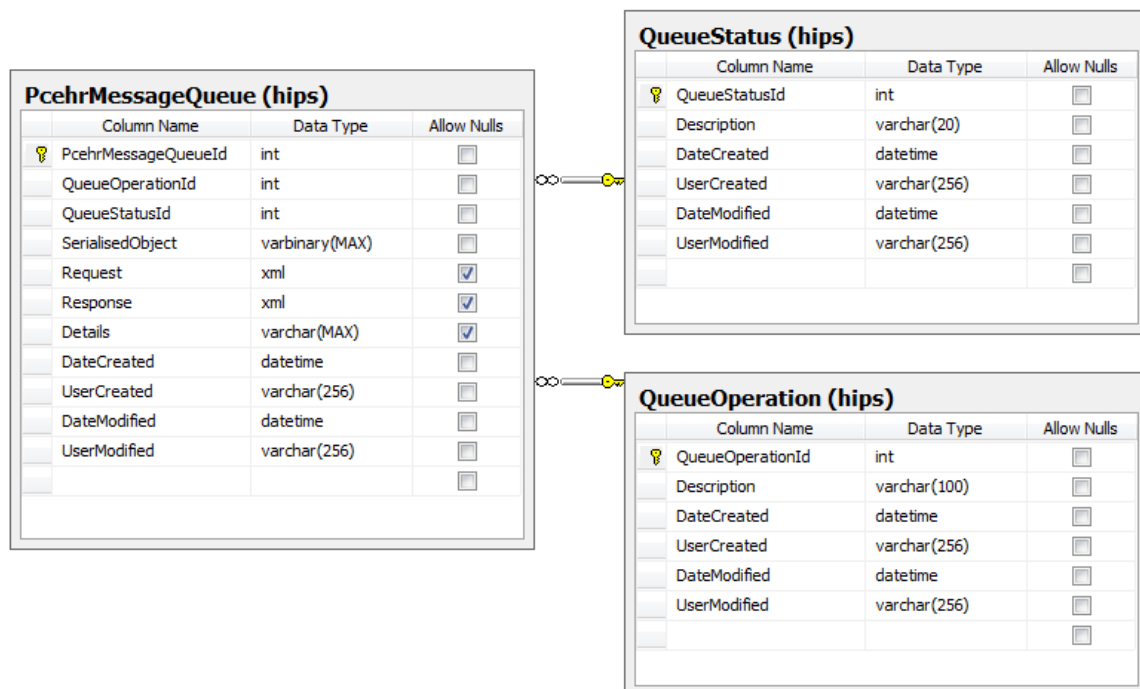 PcehrMessageQueue (hips)
Column Name Data Type Allow Nulls
PcehrMessageQueueId int
QueueOperationId int
QueueStatusId int
SerialisedObject varbinary(MAX)
Request xml
Response xml
Details varchar(MAX)
DateCreated datetime
UserCreated varchar(256)
DateModified datetime
UserModified varchar(256)
QueueStatus (hips)
Column Name Data Type Allow Nulls
QueueStatusId int
Description varchar(20)
DateCreated datetime
UserCreated varchar(256)
DateModified datetime
UserModified varchar(256)
QueueOperation (hips)
Column Name Data Type Allow Nulls
QueueOperationId int
Description varchar(100)
DateCreated datetime
UserCreated varchar(256)
DateModified datetime
UserModified varchar(256)